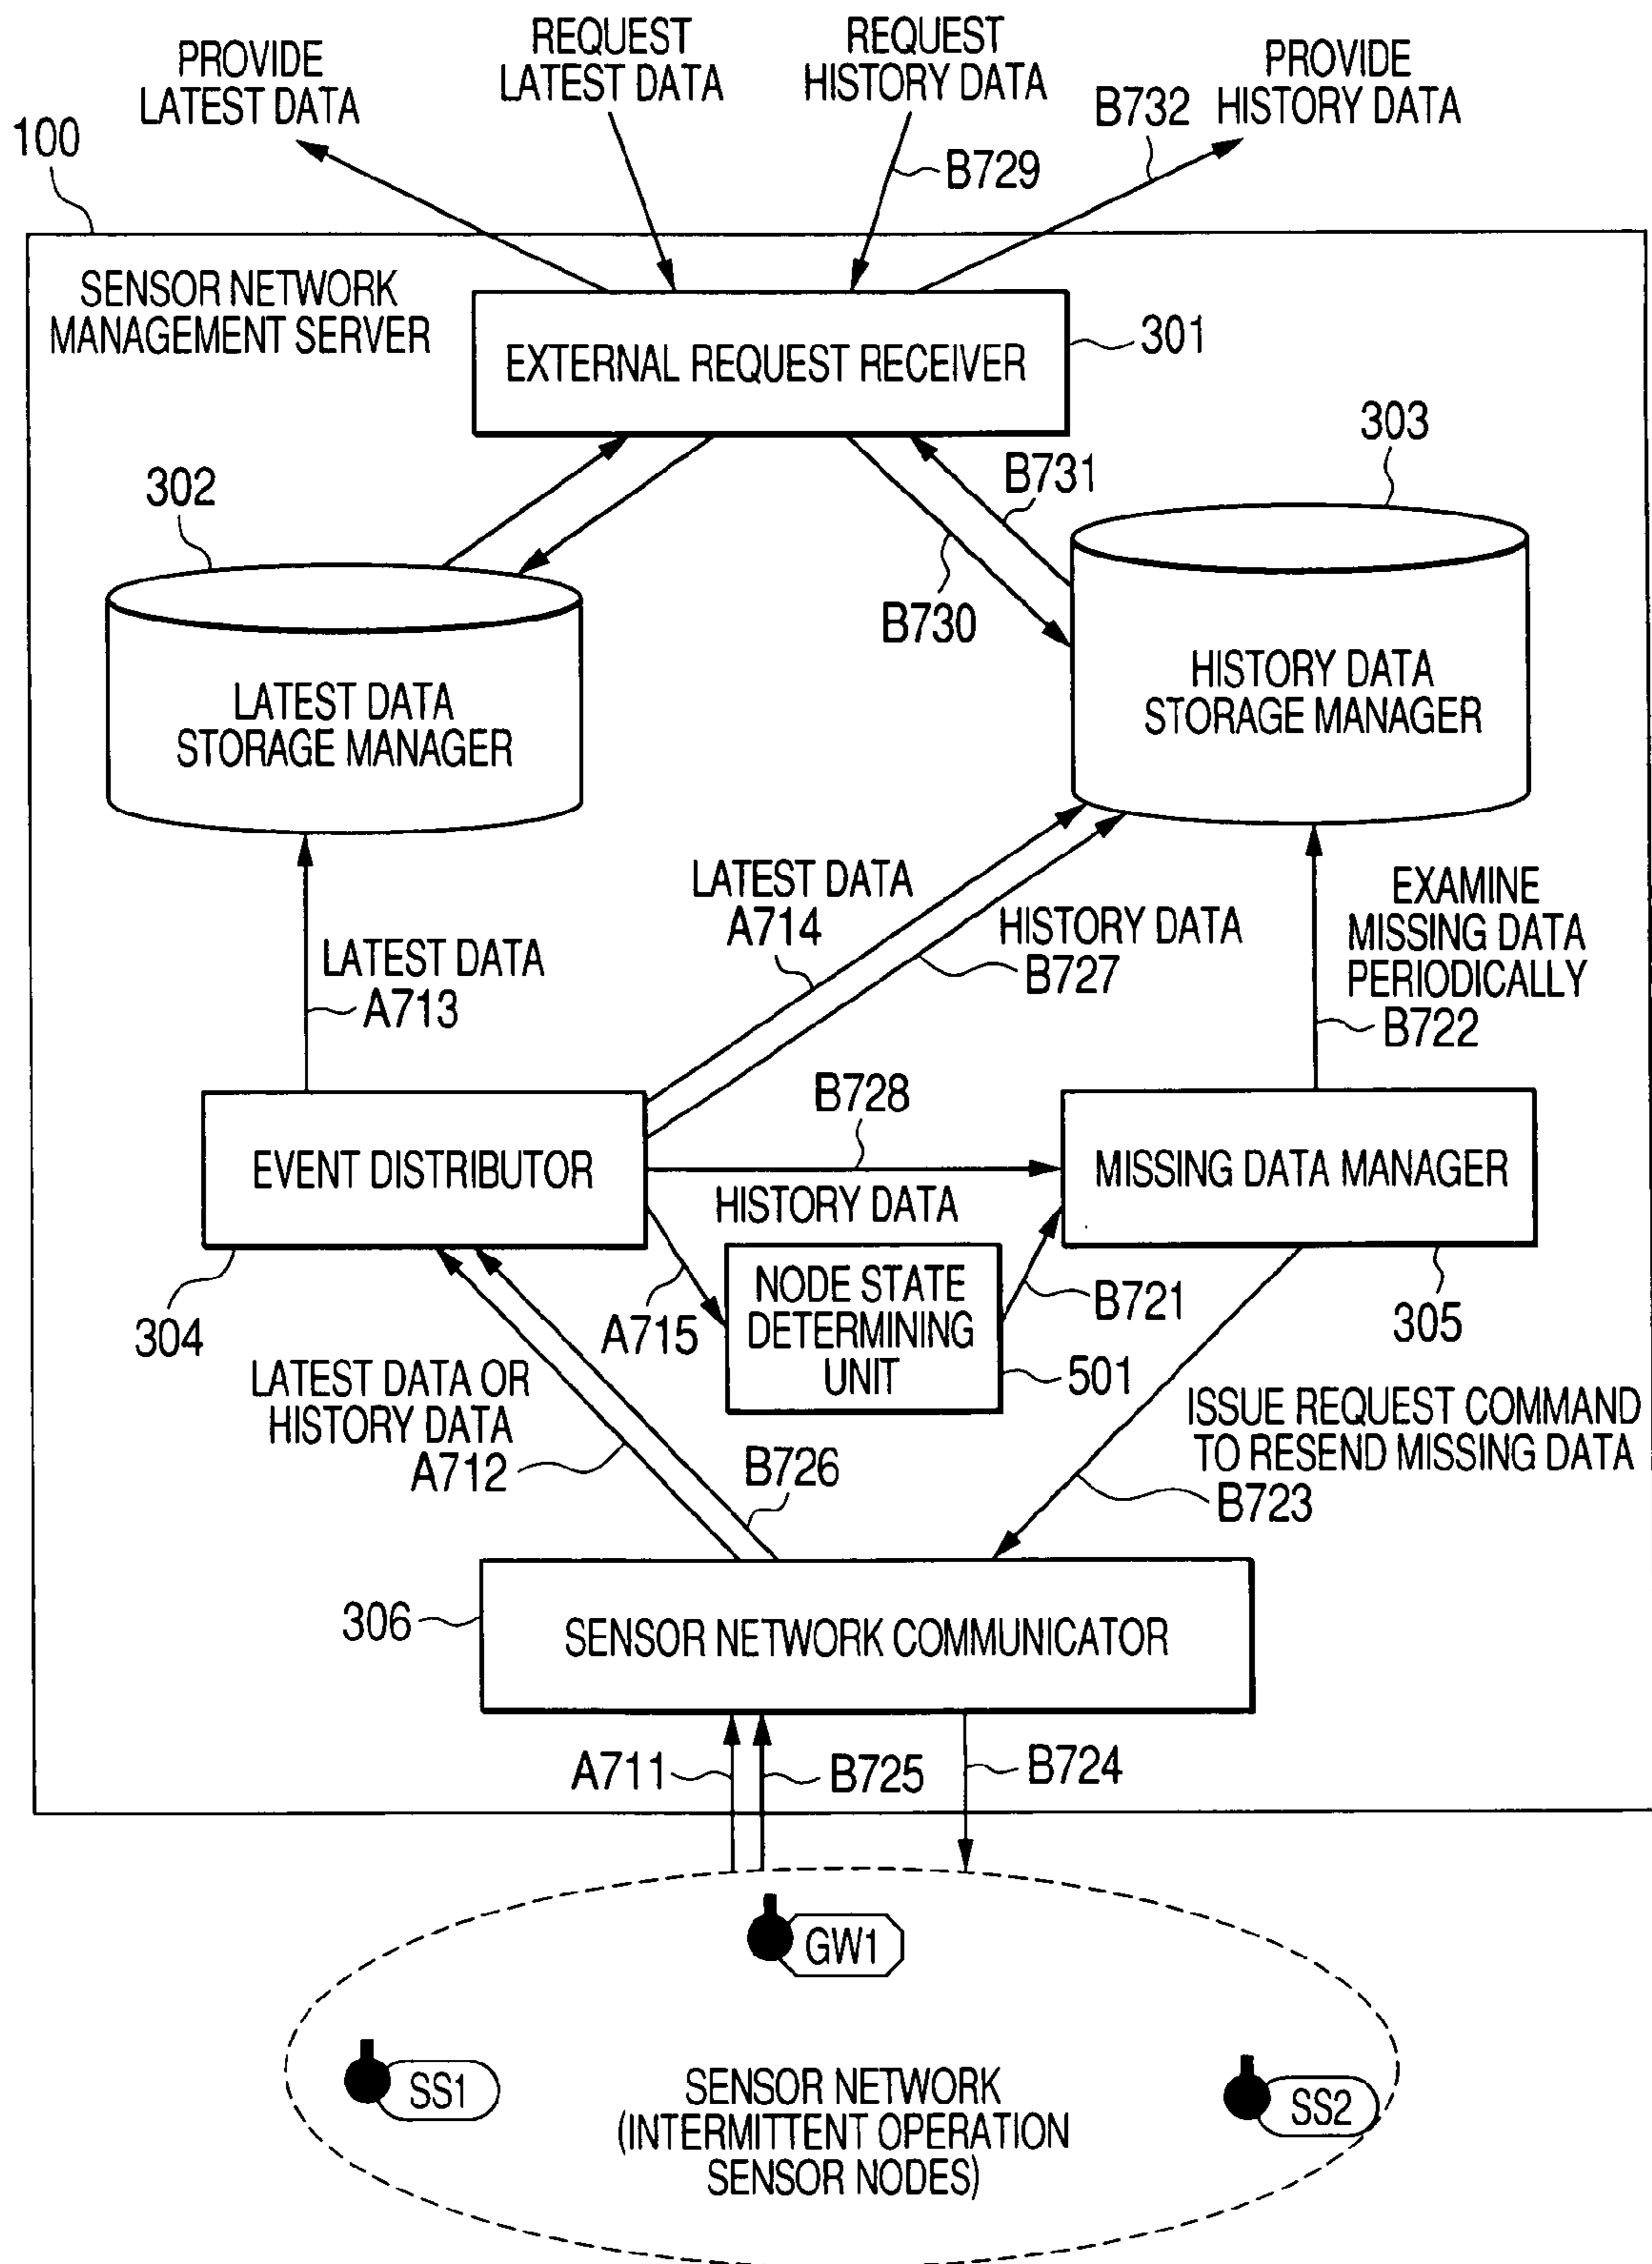 PROVIDE
LATEST DATA
REQUEST
LATEST DATA
REQUEST
HISTORY DATA
PROVIDE
HISTORY DATA
B732
B729
100
SENSOR NETWORK
MANAGEMENT SERVER
EXTERNAL REQUEST RECEIVER
301
302
303
B731
B730
LATEST DATA
STORAGE MANAGER
HISTORY DATA
STORAGE MANAGER
LATEST DATA
A713
LATEST DATA
A714
HISTORY DATA
B727
EXAMINE
MISSING DATA
PERIODICALLY
B722
EVENT DISTRIBUTOR
B728
HISTORY DATA
MISSING DATA MANAGER
304
A715
NODE STATE
DETERMINING
UNIT
B721
501
305
LATEST DATA OR
HISTORY DATA
A712
B726
ISSUE REQUEST COMMAND
TO RESEND MISSING DATA
B723
306
SENSOR NETWORK COMMUNICATOR
A711
B725
B724
GW1
SS1
SENSOR NETWORK
(INTERMITTENT OPERATION
SENSOR NODES)
SS2